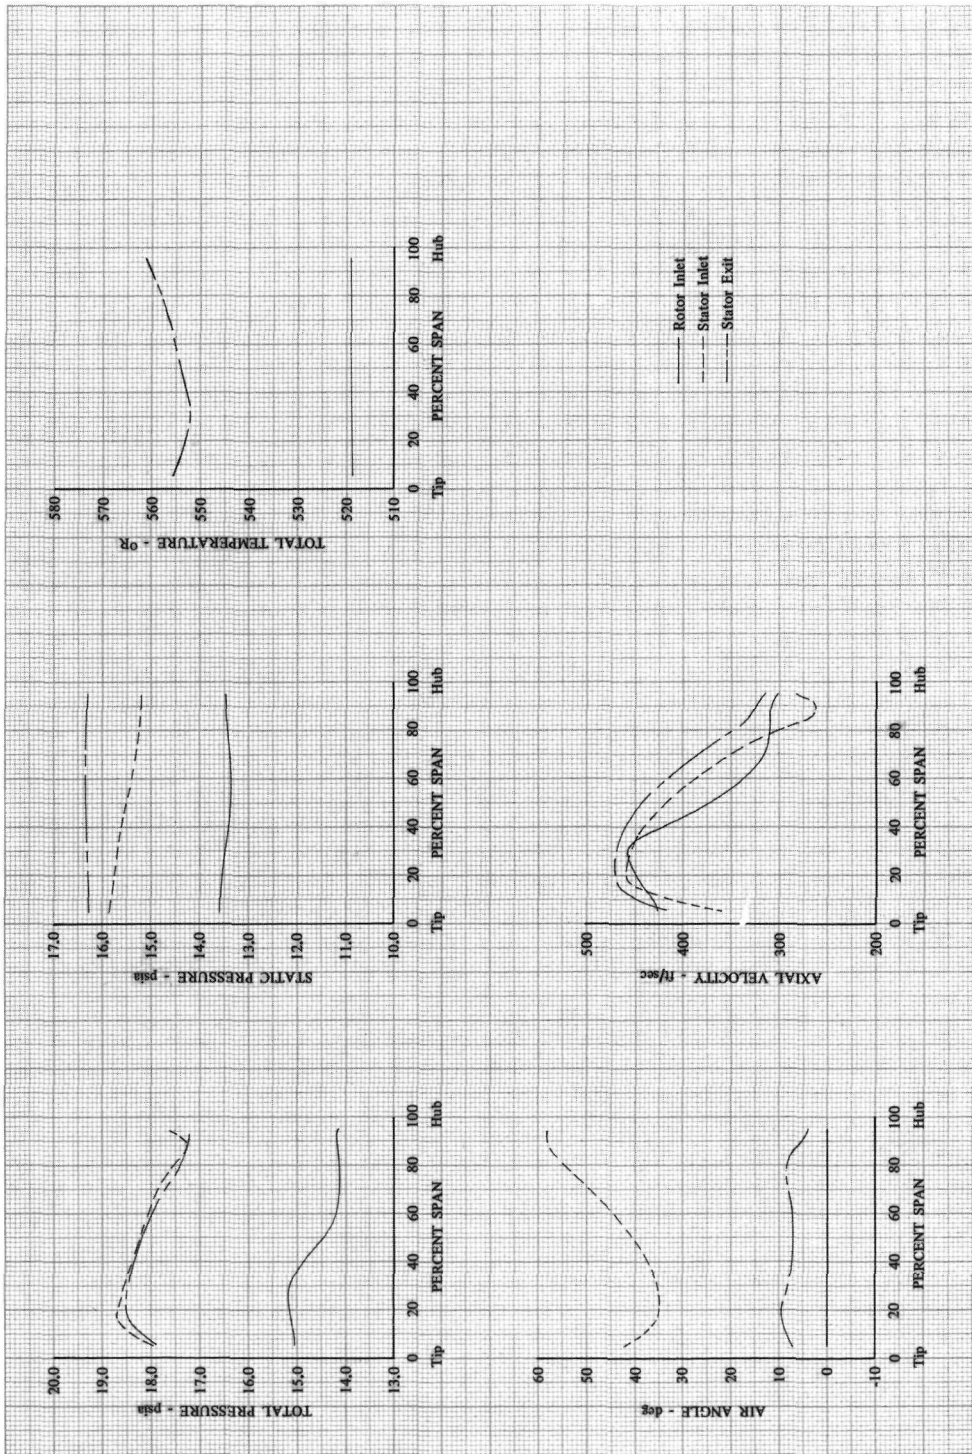 20.0
19.0
18.0
17.0
16.0
15.0
14.0
13.0
TOTAL PRESSURE - psia
0 20 40 60 80 100
Tip PERCENT SPAN Hub
17.0
16.0
15.0
14.0
13.0
12.0
11.0
10.0
STATIC PRESSURE - psia
0 20 40 60 80 100
Tip PERCENT SPAN Hub
580
570
560
550
540
530
520
510
TOTAL TEMPERATURE - °R
0 20 40 60 80 100
Tip PERCENT SPAN Hub
60
50
40
30
20
10
0
-10
AIR ANGLE - deg
0 20 40 60 80 100
Tip PERCENT SPAN Hub
500
400
300
200
AXIAL VELOCITY - ft/sec
0 20 40 60 80 100
Tip PERCENT SPAN Hub
Rotor Inlet
Stator Inlet
Stator Exit